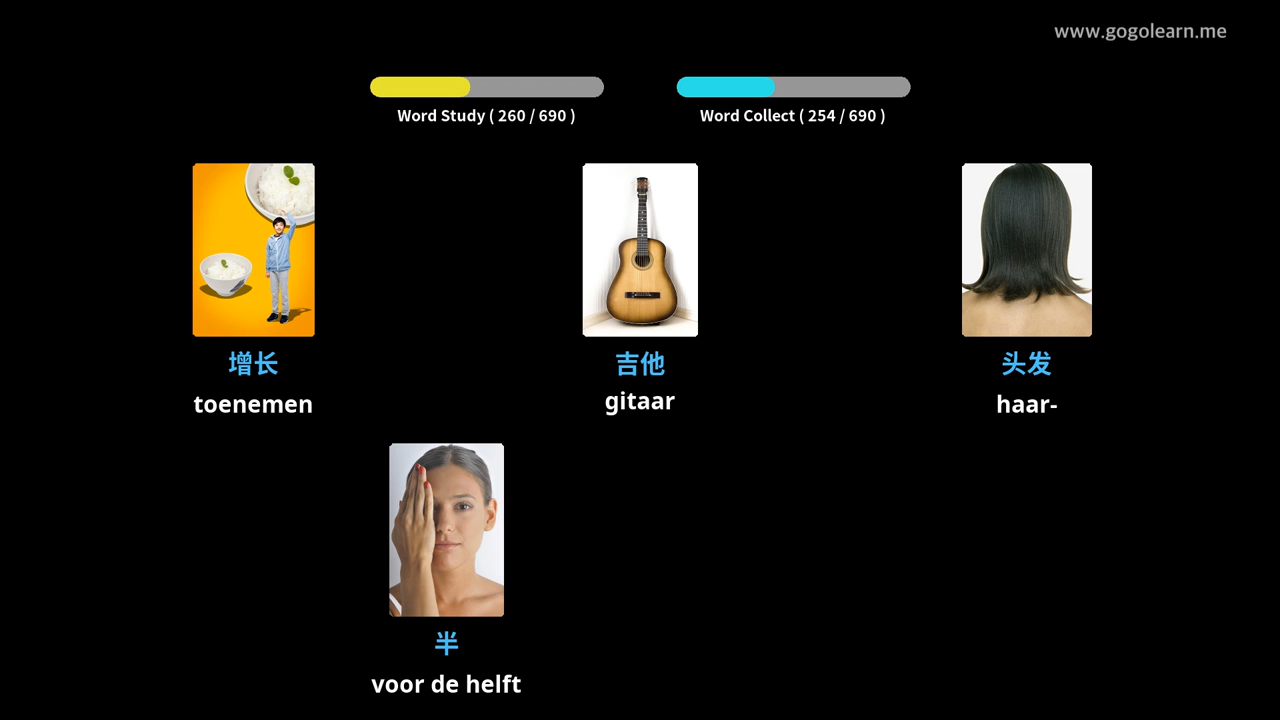 www.gogolearn.me
Word Study ( 260 / 690 )
Word Collect ( 254 / 690 )
增长
toenemen
吉他
gitaar
头发
haar-
半
voor de helft